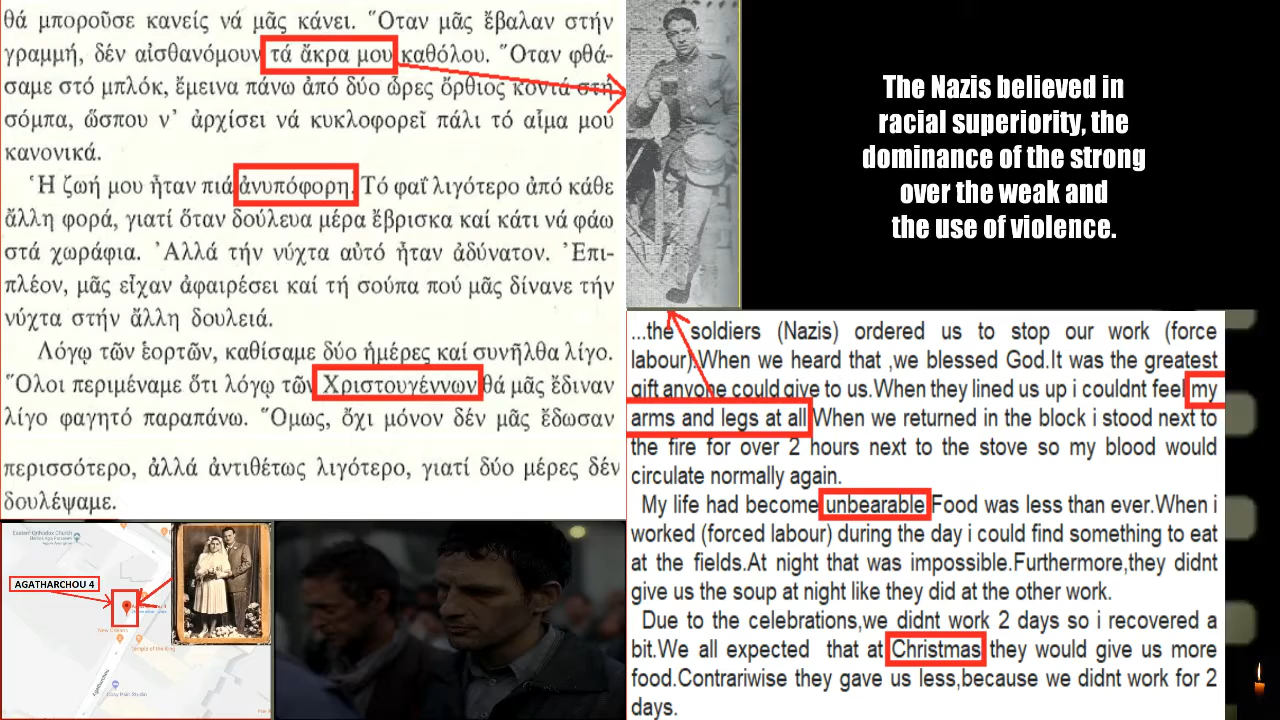 θά μποροῦσε κανείς νά μᾶς κάνει. Ὅταν μᾶς ἔβαλαν στήν
γραμμή, δέν αἰσθανόμουν τά ἄκρα μου καθόλου. Ὅταν φθά-
σαμε στό μπλόκ, ἔμεινα πάνω ἀπό δύο ὧρες ὄρθιος κοντά στή
σόμπα, ὥσπου ν' ἀρχίσει νά κυκλοφορεῖ πάλι τό αἷμα μου
κανονικά.
Ἡ ζωή μου ἦταν πιά ἀνυπόφορη. Τό φαΐ λιγότερο ἀπό κάθε
ἄλλη φορά, γιατί ὅταν δούλευα μέρα ἔβρισκα καί κάτι νά φάω
στά χωράφια. Ἀλλά τήν νύχτα αὐτό ἦταν ἀδύνατον. Ἐπι-
πλέον, μᾶς εἶχαν ἀφαιρέσει καί τή σούπα πού μᾶς δίνανε τήν
νύχτα στήν ἄλλη δουλειά.
Λόγῳ τῶν ἑορτῶν, καθίσαμε δύο ἡμέρες καί συνῆλθα λίγο.
Ὅλοι περιμέναμε ὅτι λόγῳ τῶν Χριστουγέννων θά μᾶς ἔδιναν
λίγο φαγητό παραπάνω. Ὅμως, ὄχι μόνον δέν μᾶς ἔδωσαν
περισσότερο, ἀλλά ἀντιθέτως λιγότερο, γιατί δύο μέρες δέν
δουλέψαμε.
The Nazis believed in
racial superiority, the
dominance of the strong
over the weak and
the use of violence.
...the soldiers (Nazis) ordered us to stop our work (force
labour).When we heard that ,we blessed God.It was the greatest
gift anyone could give to us.When they lined us up i couldnt feel my
arms and legs at all When we returned in the block i stood next to
the fire for over 2 hours next to the stove so my blood would
circulate normally again.
My life had become unbearable Food was less than ever.When i
worked (forced labour) during the day i could find something to eat
at the fields.At night that was impossible.Furthermore,they didnt
give us the soup at night like they did at the other work.
Due to the celebrations,we didnt work 2 days so i recovered a
bit.We all expected that at Christmas they would give us more
food.Contrariwise they gave us less,because we didnt work for 2
days.
Eastern Orthodox Church
AGATHARCHOU 4
Temple of the King